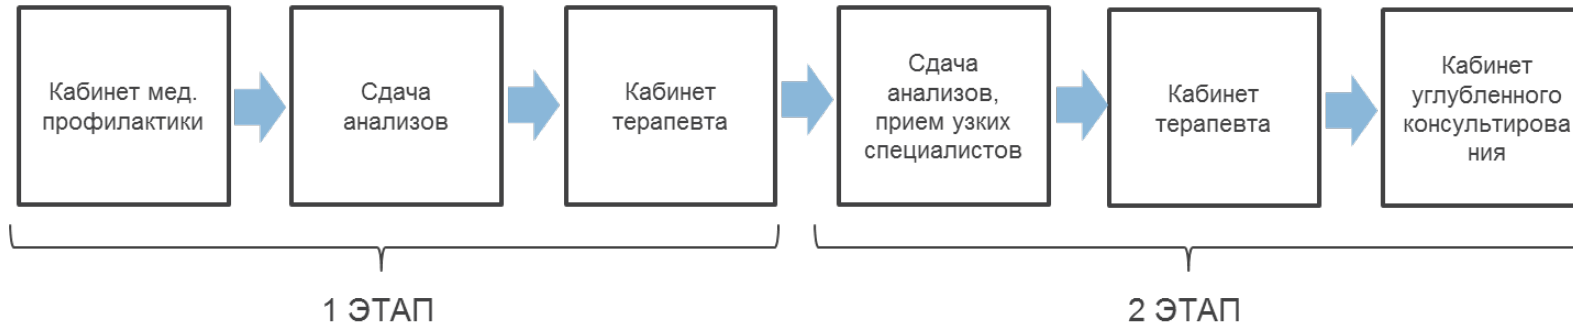 Кабинет мед.
профилактики
Сдача
анализов
Кабинет
терапевта
Сдача
анализов,
прием узких
специалистов
Кабинет
терапевта
Кабинет
углубленного
консультирова
ния
1 ЭТАП
2 ЭТАП